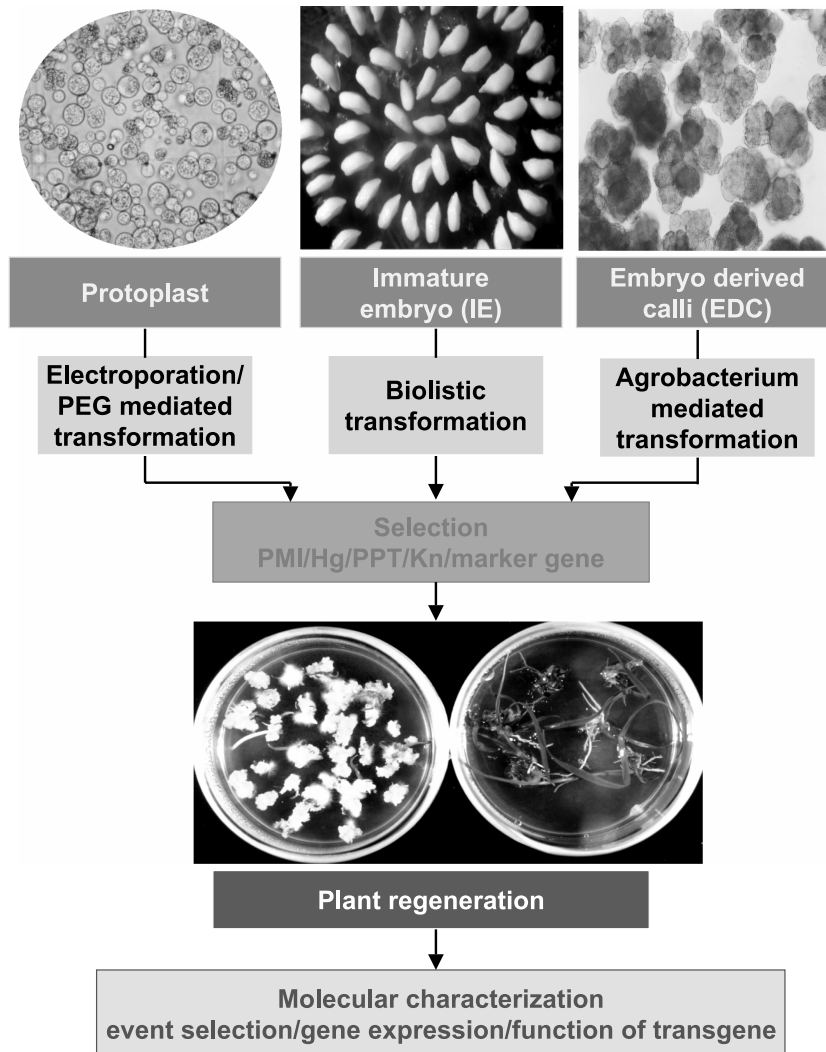 Protoplast
Immature
embryo (IE)
Embryo derived
calli (EDC)
Electroporation/
PEG mediated
transformation
Biolistic
transformation
Agrobacterium
mediated
transformation
Selection
PMI/Hg/PPT/Kn/marker gene
Plant regeneration
Molecular characterization
event selection/gene expression/function of transgene